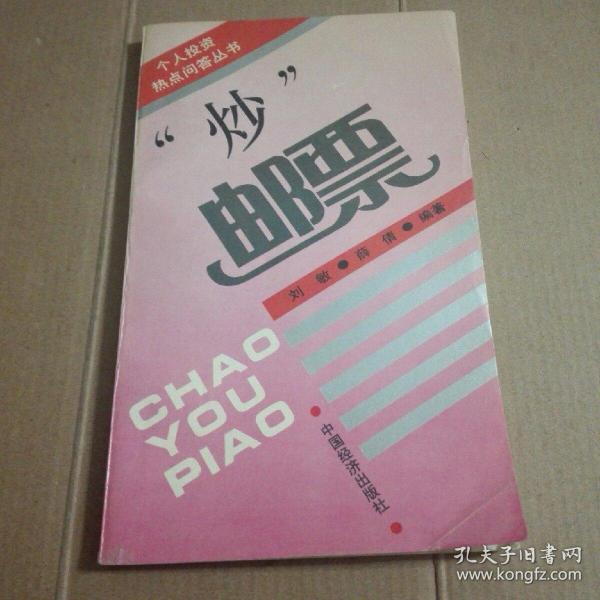 个人投资
热点问答丛书
“炒”
邮票
刘敏●薛倩●编著
CHAO
YOU
PIAO
●中国经济出版社●
孔夫子旧书网
www.kongfz.com